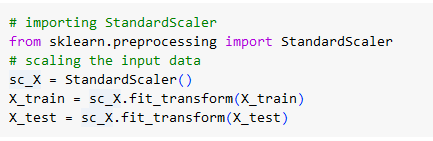 # importing StandardScaler
from sklearn.preprocessing import StandardScaler
# scaling the input data
sc_X = StandardScaler()
X_train = sc_X.fit_transform(X_train)
X_test = sc_X.fit_transform(X_test)